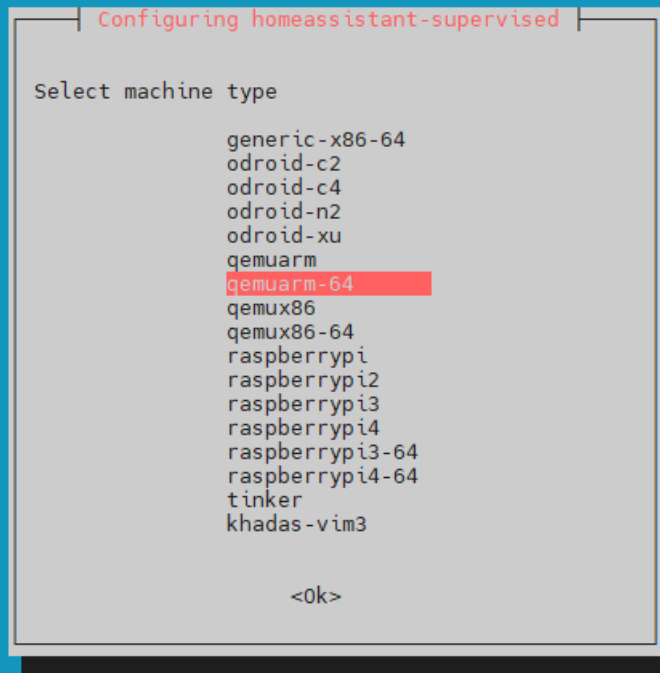 Configuring homeassistant-supervised
Select machine type
generic-x86-64
odroid-c2
odroid-c4
odroid-n2
odroid-xu
qemuarm
qemuarm-64
qemux86
qemux86-64
raspberrypi
raspberrypi2
raspberrypi3
raspberrypi4
raspberrypi3-64
raspberrypi4-64
tinker
khadas-vim3
<Ok>